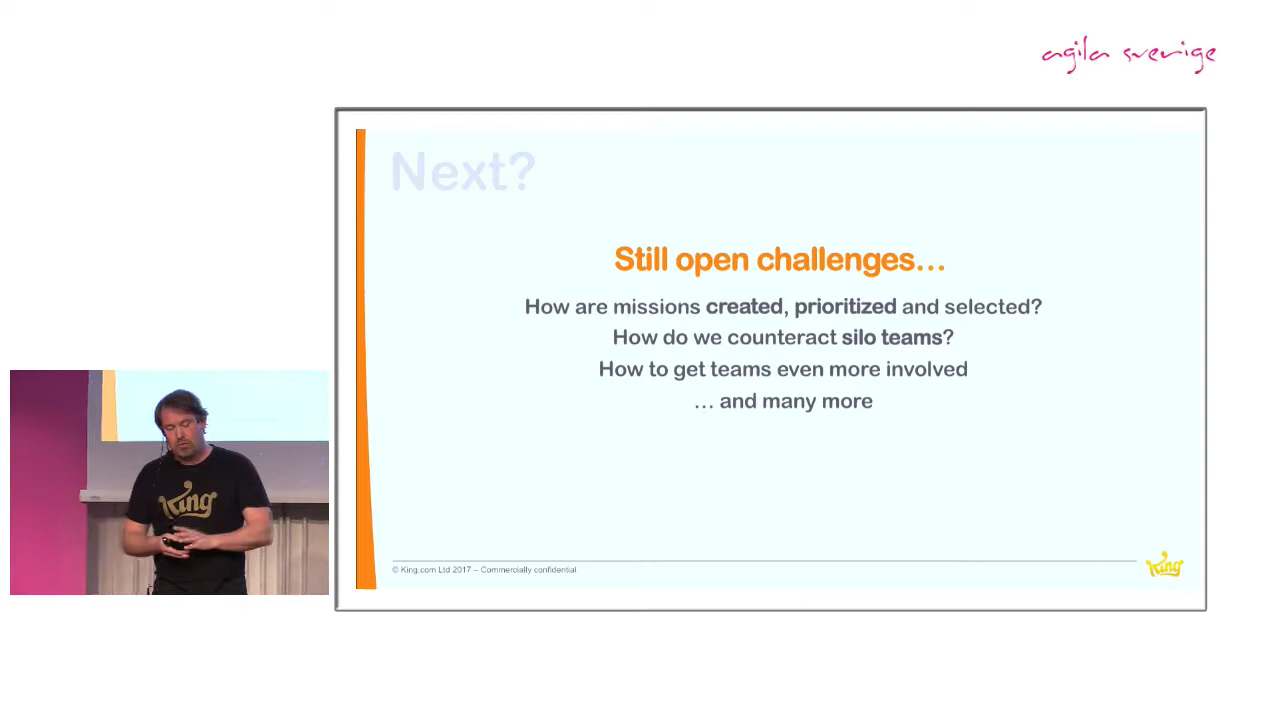 agila sverige
Next?
Still open challenges...
How are missions created, prioritized and selected?
How do we counteract silo teams?
How to get teams even more involved
... and many more
© King.com Ltd 2017 – Commercially confidential
King
King